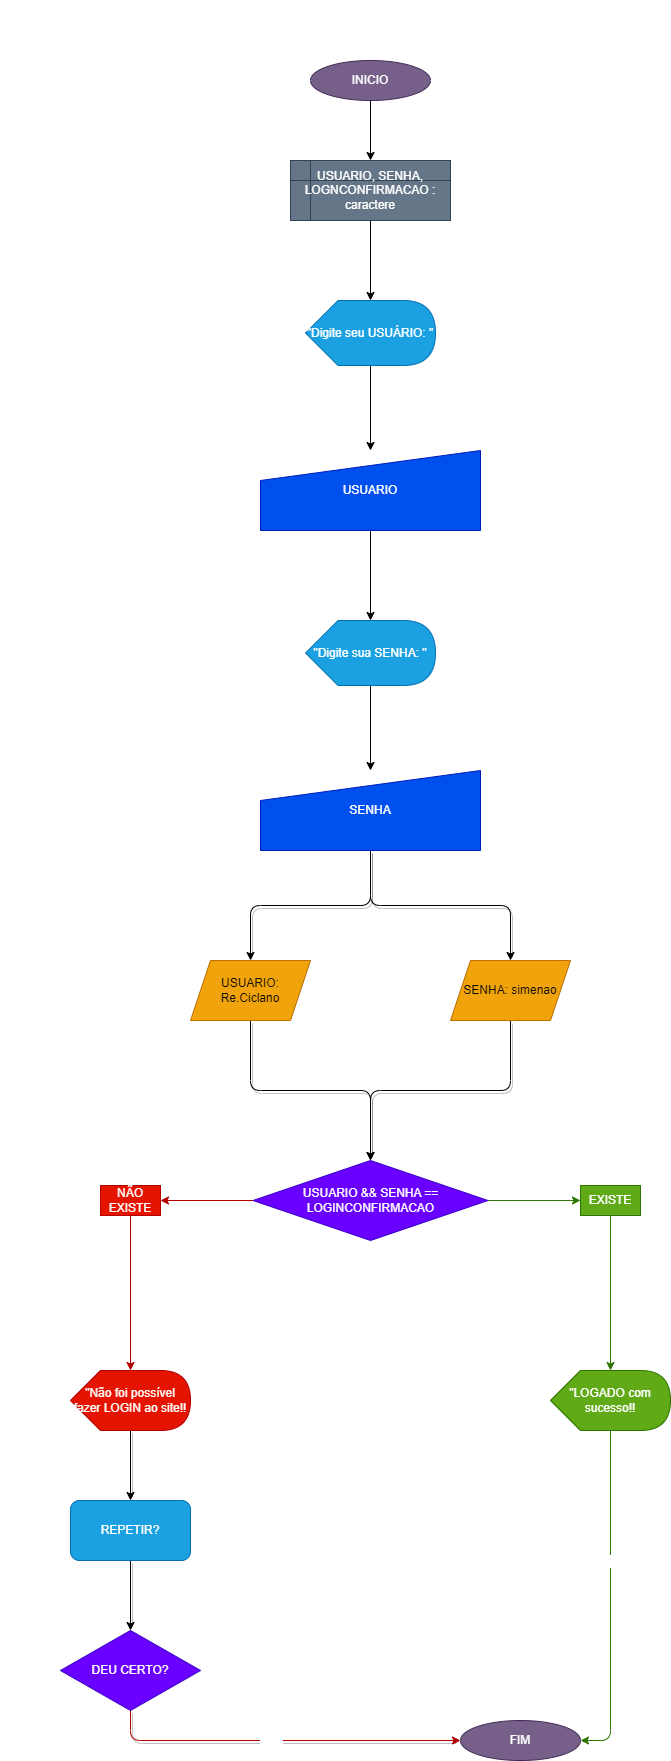 INICIO
USUARIO, SENHA,
LOGNCONFIRMACAO :
caractere
"Digite seu USUÁRIO: "
USUARIO
"Digite sua SENHA: "
SENHA
USUARIO:
Re.Ciclano
SENHA: simenao
NÃO
EXISTE
USUARIO && SENHA ==
LOGINCONFIRMACAO
EXISTE
"Não foi possível
fazer LOGIN ao site!!
"LOGADO com
sucesso!!
REPETIR?
DEU CERTO?
FIM